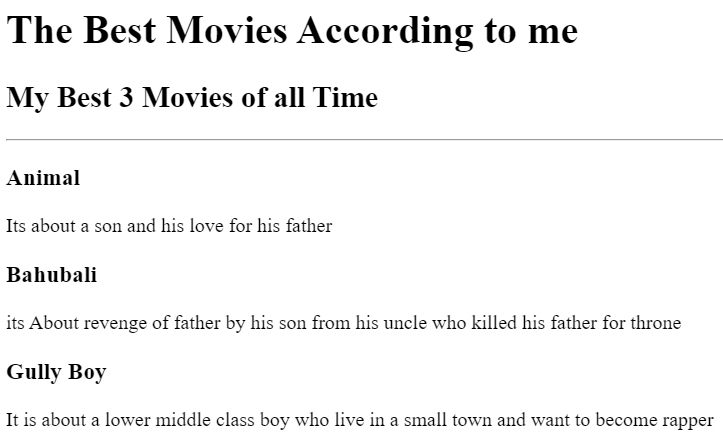 The Best Movies According to me
My Best 3 Movies of all Time
Animal
Its about a son and his love for his father
Bahubali
its About revenge of father by his son from his uncle who killed his father for throne
Gully Boy
It is about a lower middle class boy who live in a small town and want to become rapper